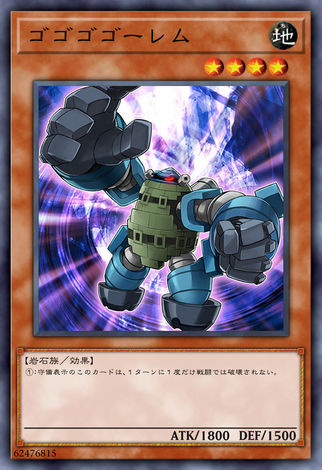 ゴゴゴゴーレム
地
【岩石族／効果】
①：守備表示のこのカードは、１ターンに１度だけ戦闘では破壊されない。
ATK/1800 DEF/1500
62476815